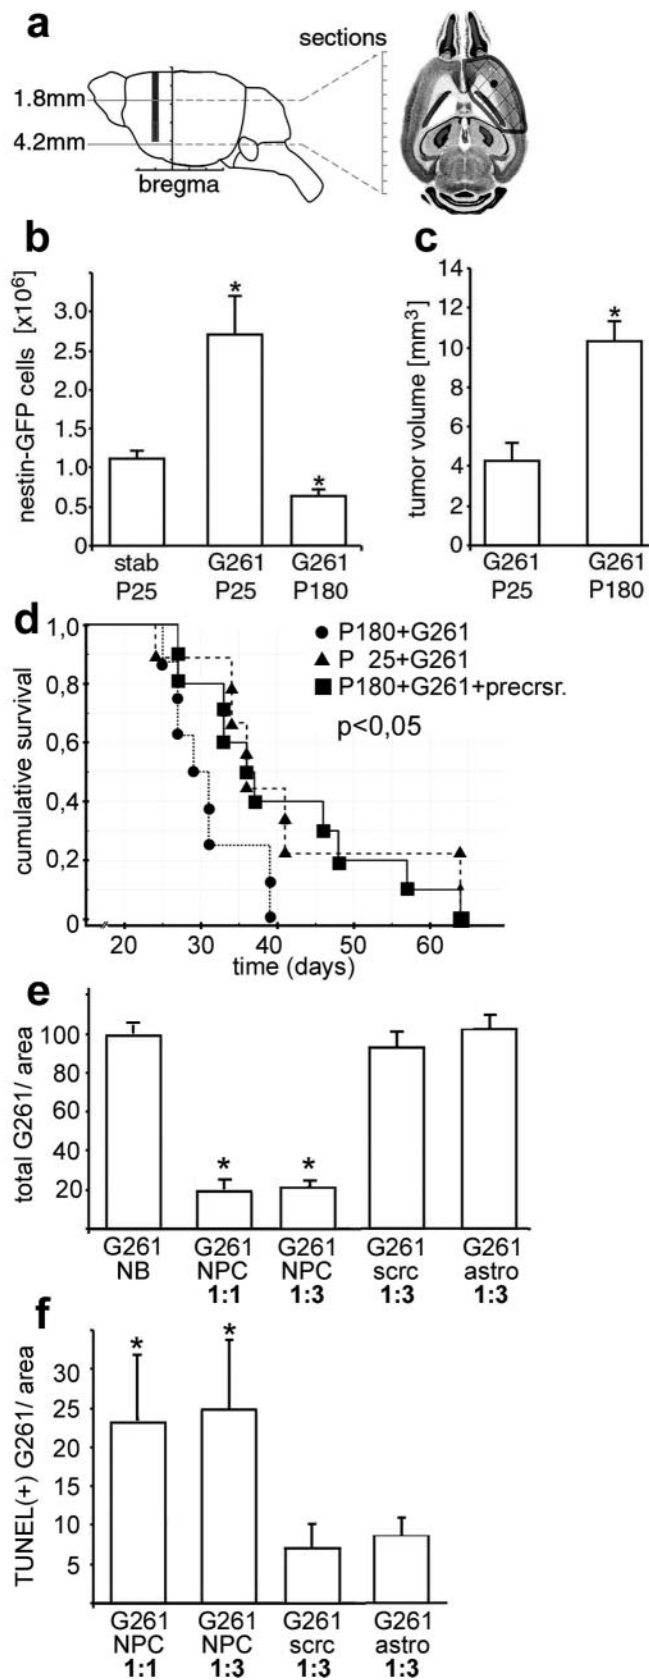 a
sections
1.8mm
4.2mm
bregma
b
nestin-GFP cells [x10⁶]
3.0
2.5
2.0
1.5
1.0
0.5
0
*
*
stab G261 G261
P25 P25 P180
c
tumor volume [mm³]
14
12
10
8
6
4
2
0
*
G261 G261
P25 P180
d
cumulative survival
1,0
0,8
0,6
0,4
0,2
0
P180+G261
P 25+G261
P180+G261+precrsr.
p<0,05
20 30 40 50 60
time (days)
e
total G261/ area
100
80
60
40
20
* *
G261 G261 G261 G261 G261
NB NPC NPC scrc astro
1:1 1:3 1:3 1:3
f
TUNEL(+) G261/ area
30
25
20
15
10
5
* *
G261 G261 G261 G261
NPC NPC scrc astro
1:1 1:3 1:3 1:3